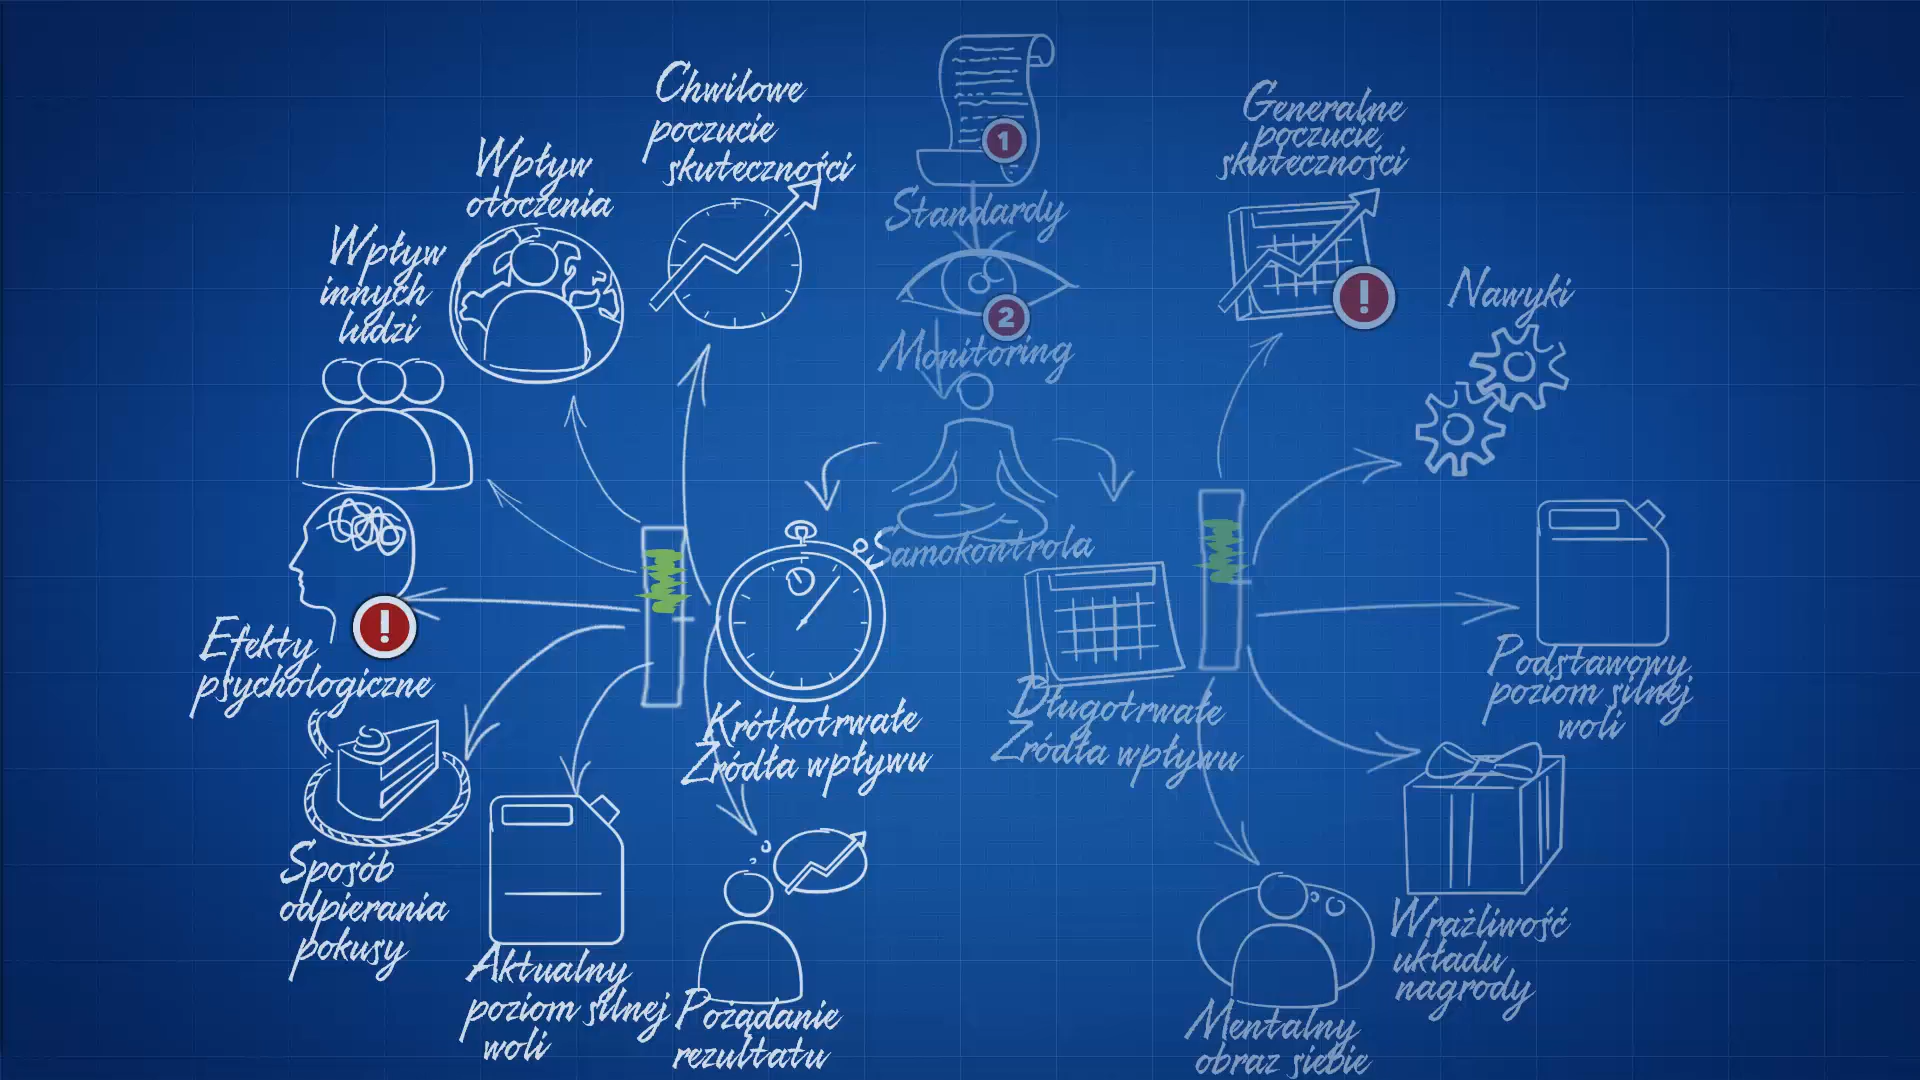 Chwilowe
poczucie
skuteczności
Wpływ
otoczenia
Wpływ
innych
ludzi
!
Efekty
psychologiczne
Sposób
odpierania
pokusy
Aktualny
poziom silnej
woli
Pożądanie
rezultatu
Krótkotrwałe
Źródła wpływu
1
Standardy
2
Monitoring
Samokontrola
Długotrwałe
Źródła wpływu
Generalne
poczucie
skuteczności
!
Nawyki
Podstawowy
poziom silnej
woli
Wrażliwość
układu
nagrody
Mentalny
obraz siebie